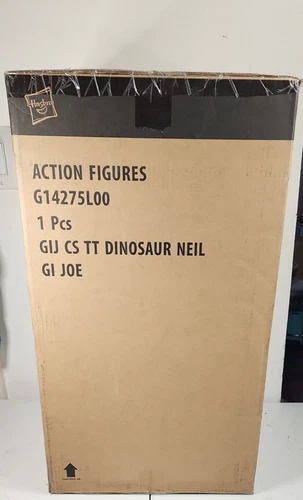 Hasbro
ACTION FIGURES
G14275L00
1 Pcs
GIJ CS TT DINOSAUR NEIL
GI JOE